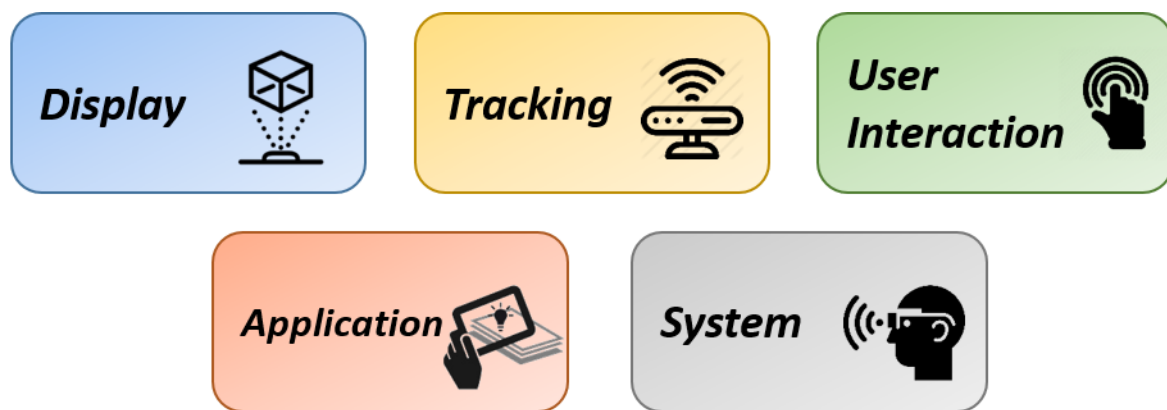 Display
Tracking
User
Interaction
Application
System